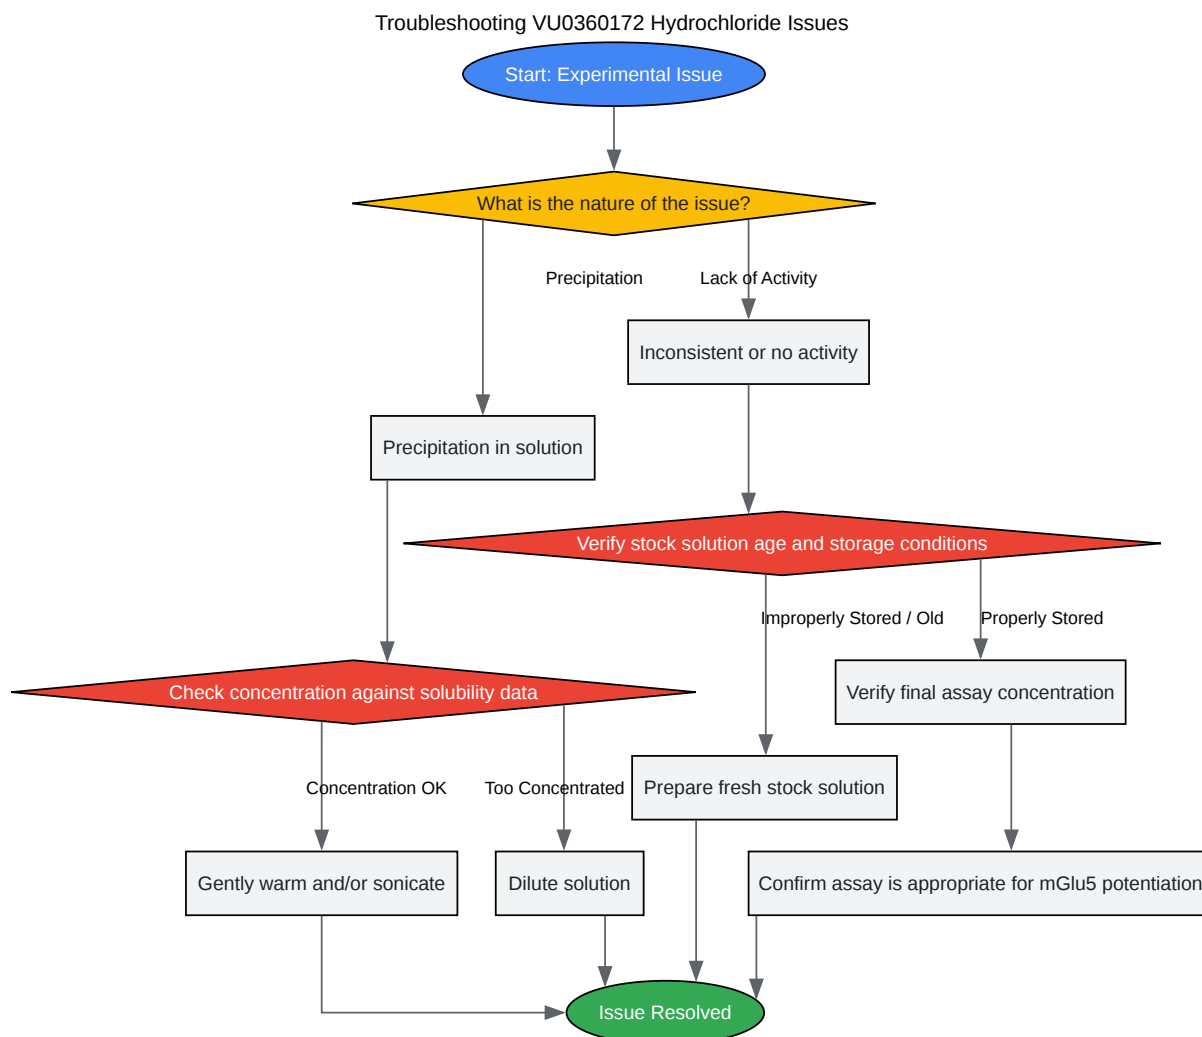 Troubleshooting VU0360172 Hydrochloride Issues
Start: Experimental Issue
What is the nature of the issue?
Precipitation
Lack of Activity
Inconsistent or no activity
Precipitation in solution
Verify stock solution age and storage conditions
Improperly Stored / Old
Properly Stored
Check concentration against solubility data
Verify final assay concentration
Concentration OK
Too Concentrated
Prepare fresh stock solution
Gently warm and/or sonicate
Dilute solution
Confirm assay is appropriate for mGlu5 potentiation
Issue Resolved